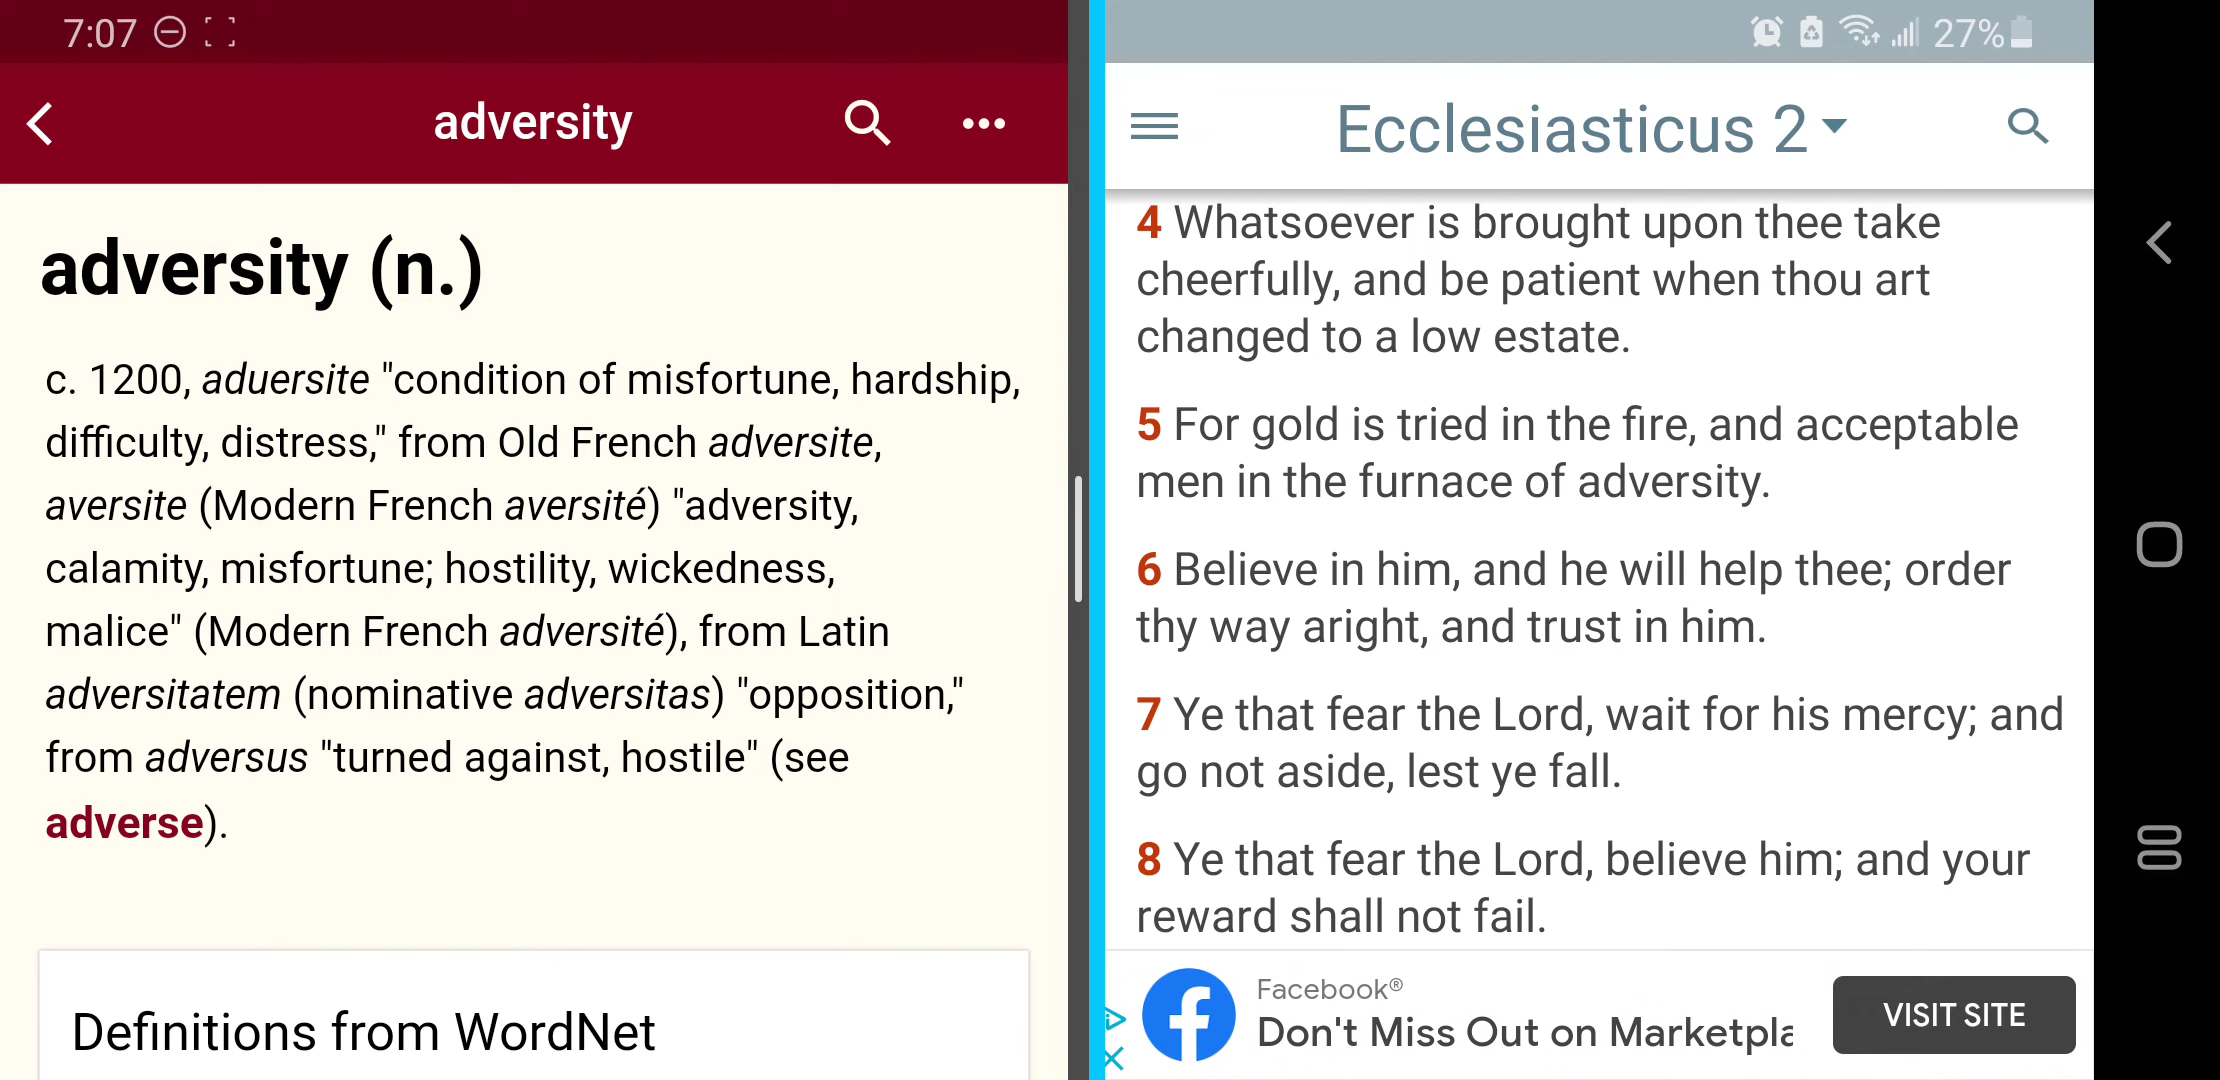 7:07
adversity
adversity (n.)
c. 1200, aduersite "condition of misfortune, hardship,
difficulty, distress," from Old French adversite,
aversite (Modern French aversité) "adversity,
calamity, misfortune; hostility, wickedness,
malice" (Modern French adversité), from Latin
adversitatem (nominative adversitas) "opposition,"
from adversus "turned against, hostile" (see
adverse).
Definitions from WordNet
27%
Ecclesiasticus 2
4 Whatsoever is brought upon thee take
cheerfully, and be patient when thou art
changed to a low estate.
5 For gold is tried in the fire, and acceptable
men in the furnace of adversity.
6 Believe in him, and he will help thee; order
thy way aright, and trust in him.
7 Ye that fear the Lord, wait for his mercy; and
go not aside, lest ye fall.
8 Ye that fear the Lord, believe him; and your
reward shall not fail.
Facebook®
Don't Miss Out on Marketpla
VISIT SITE